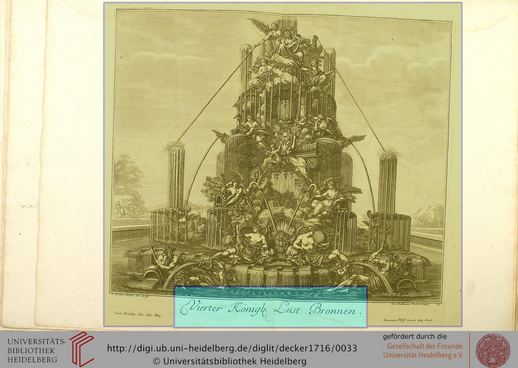 Vierter Königl. Lust Bronnen.
UNIVERSITÄTS-
BIBLIOTHEK
HEIDELBERG
http://digi.ub.uni-heidelberg.de/diglit/decker1716/0033
© Universitätsbibliothek Heidelberg
gefördert durch die
Gesellschaft der Freunde
Universität Heidelberg e.V.